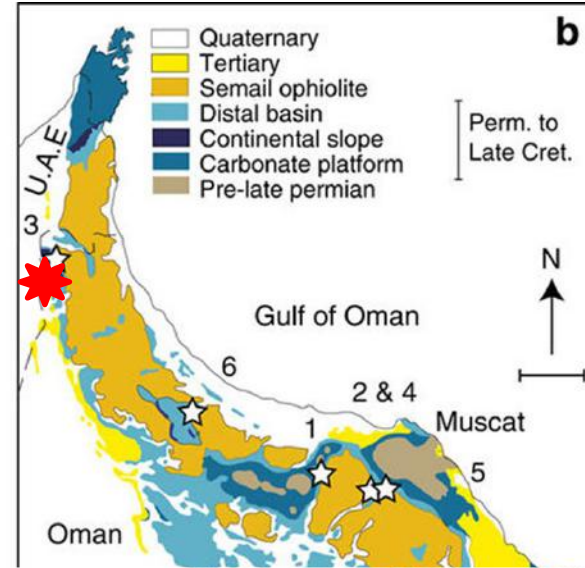 b
Quaternary
Tertiary
Semail ophiolite
Distal basin
Continental slope
Carbonate platform
Pre-late permian
Perm. to
Late Cret.
U.A.E
3
N
Gulf of Oman
6
2 & 4
1
Muscat
5
Oman